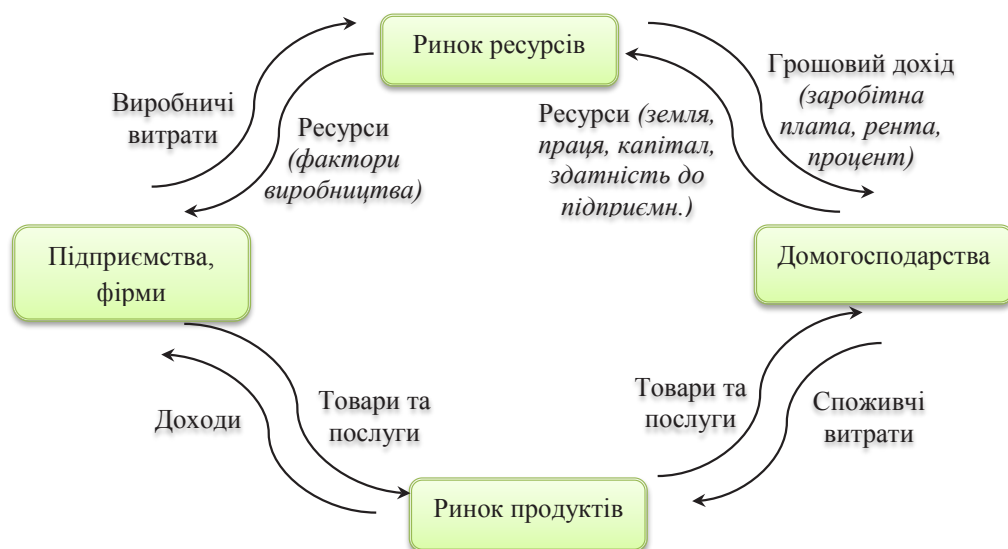 Ринок ресурсів
Виробничі
витрати
Ресурси
(фактори
виробництва)
Ресурси (земля,
праця, капітал,
здатність до
підприємн.)
Грошовий дохід
(заробітна
плата, рента,
процент)
Підприємства,
фірми
Домогосподарства
Доходи
Товари та
послуги
Товари та
послуги
Споживчі
витрати
Ринок продуктів